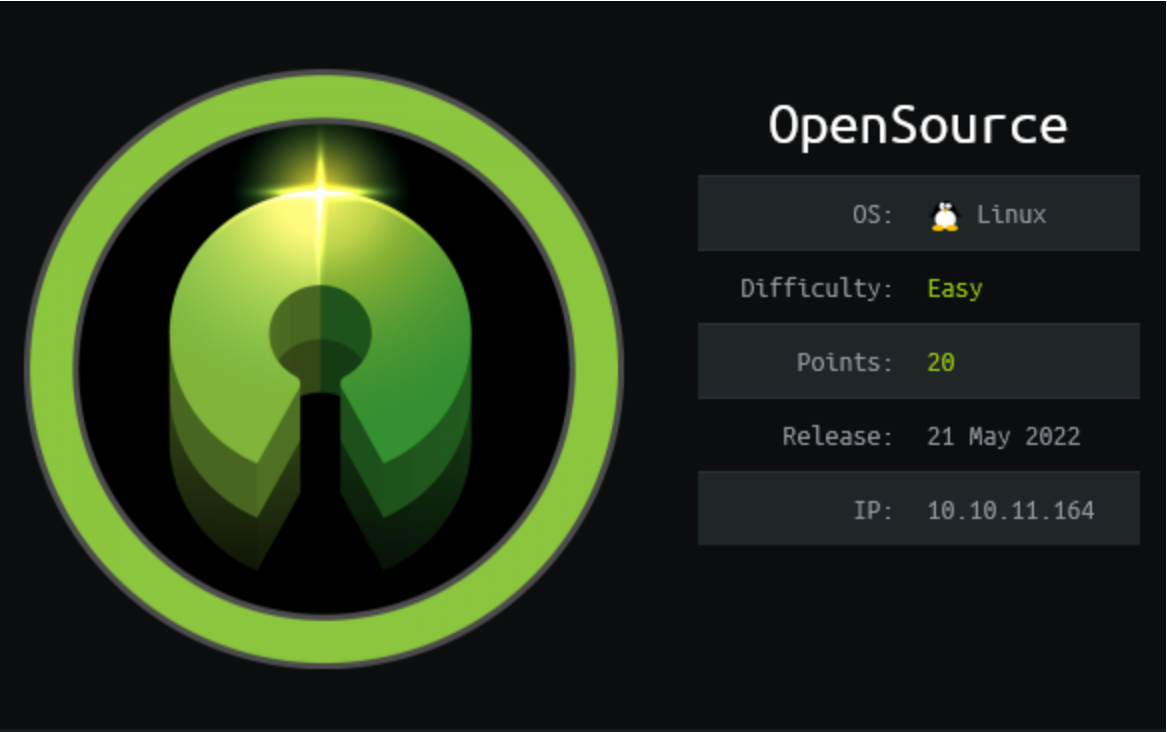 OpenSource
OS: Linux
Difficulty: Easy
Points: 20
Release: 21 May 2022
IP: 10.10.11.164